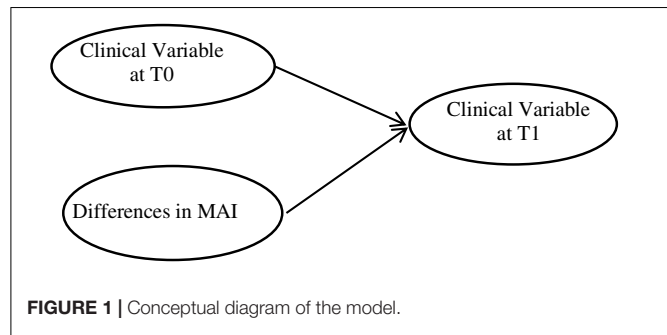 Clinical Variable
at T0
Clinical Variable
at T1
Differences in MAI
FIGURE 1 | Conceptual diagram of the model.